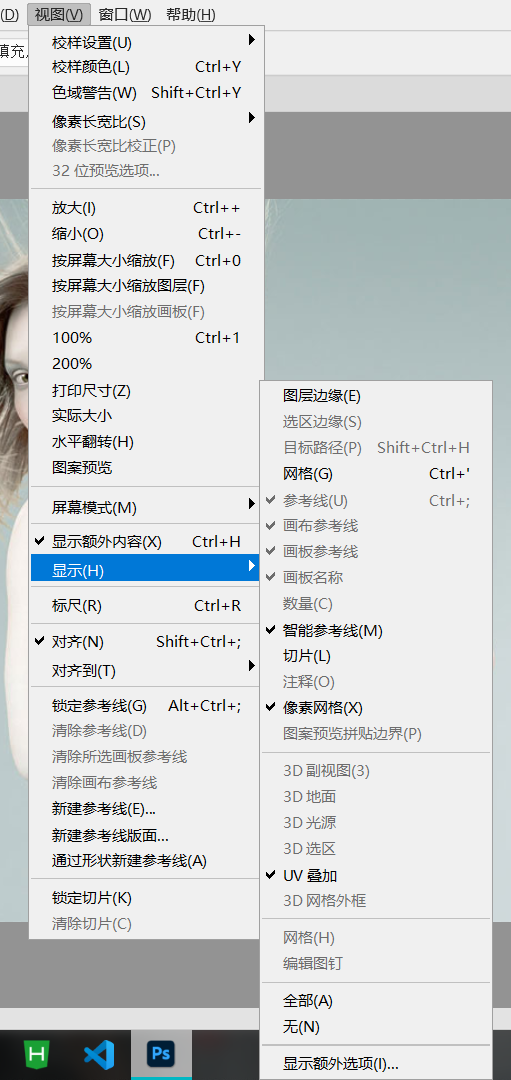 (D) 视图(V) 窗口(W) 帮助(H)
填充
校样设置(U)
校样颜色(L) Ctrl+Y
色域警告(W) Shift+Ctrl+Y
像素长宽比(S)
像素长宽比校正(P)
32 位预览选项...
放大(I) Ctrl++
缩小(O) Ctrl+-
按屏幕大小缩放(F) Ctrl+0
按屏幕大小缩放图层(F)
按屏幕大小缩放画板(F)
100% Ctrl+1
200%
打印尺寸(Z)
实际大小
水平翻转(H)
图案预览
屏幕模式(M)
显示额外内容(X) Ctrl+H
显示(H)
标尺(R) Ctrl+R
对齐(N) Shift+Ctrl+;
对齐到(T)
锁定参考线(G) Alt+Ctrl+;
清除参考线(D)
清除所选画板参考线
清除画布参考线
新建参考线(E)...
新建参考线版面...
通过形状新建参考线(A)
锁定切片(K)
清除切片(C)
图层边缘(E)
选区边缘(S)
目标路径(P) Shift+Ctrl+H
网格(G) Ctrl+'
参考线(U) Ctrl+;
画布参考线
画板参考线
画板名称
数量(C)
智能参考线(M)
切片(L)
注释(O)
像素网格(X)
图案预览拼贴边界(P)
3D 副视图(3)
3D 地面
3D 光源
3D 选区
UV 叠加
3D 网格外框
网格(H)
编辑图钉
全部(A)
无(N)
显示额外选项(I)...
H
Ps